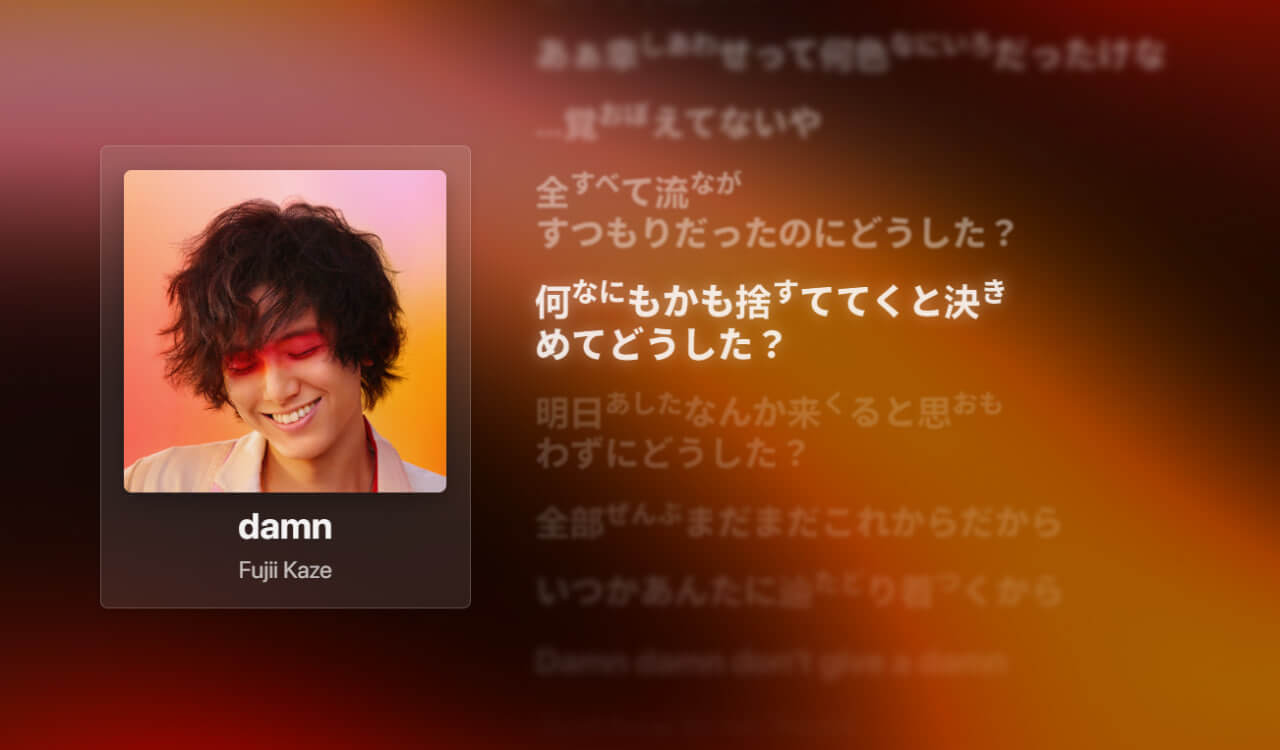 あぁ幸しあわせって何色なにいろだったけな
...覚おぼえてないや
全すべて流なが
すつもりだったのにどうした？
何なにもかも捨すててくと決き
めてどうした？
明日あしたなんか来くると思おも
わずにどうした？
全部ぜんぶまだまだこれからだから
いつかあんたに辿たどり着つくから
Damn damn don't give a damn
damn
Fujii Kaze